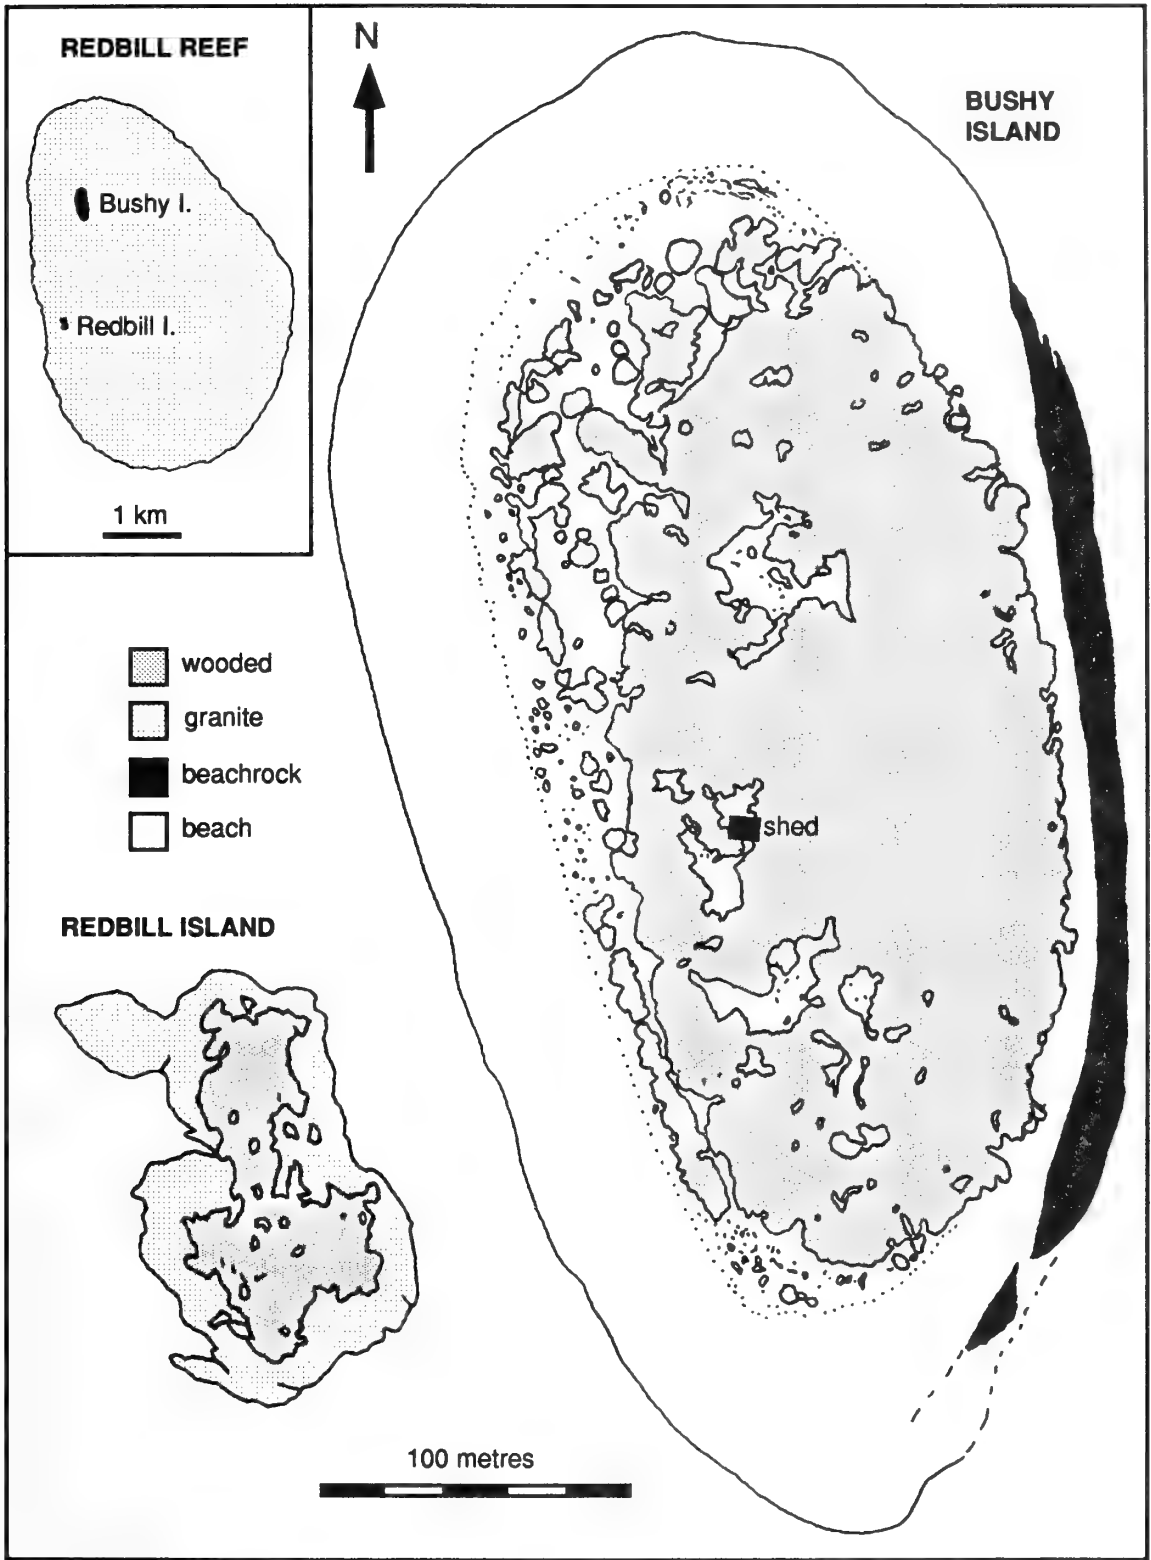 REDBILL REEF
Bushy I.
Redbill I.
1 km
N
BUSHY
ISLAND
wooded
granite
beachrock
beach
shed
REDBILL ISLAND
100 metres